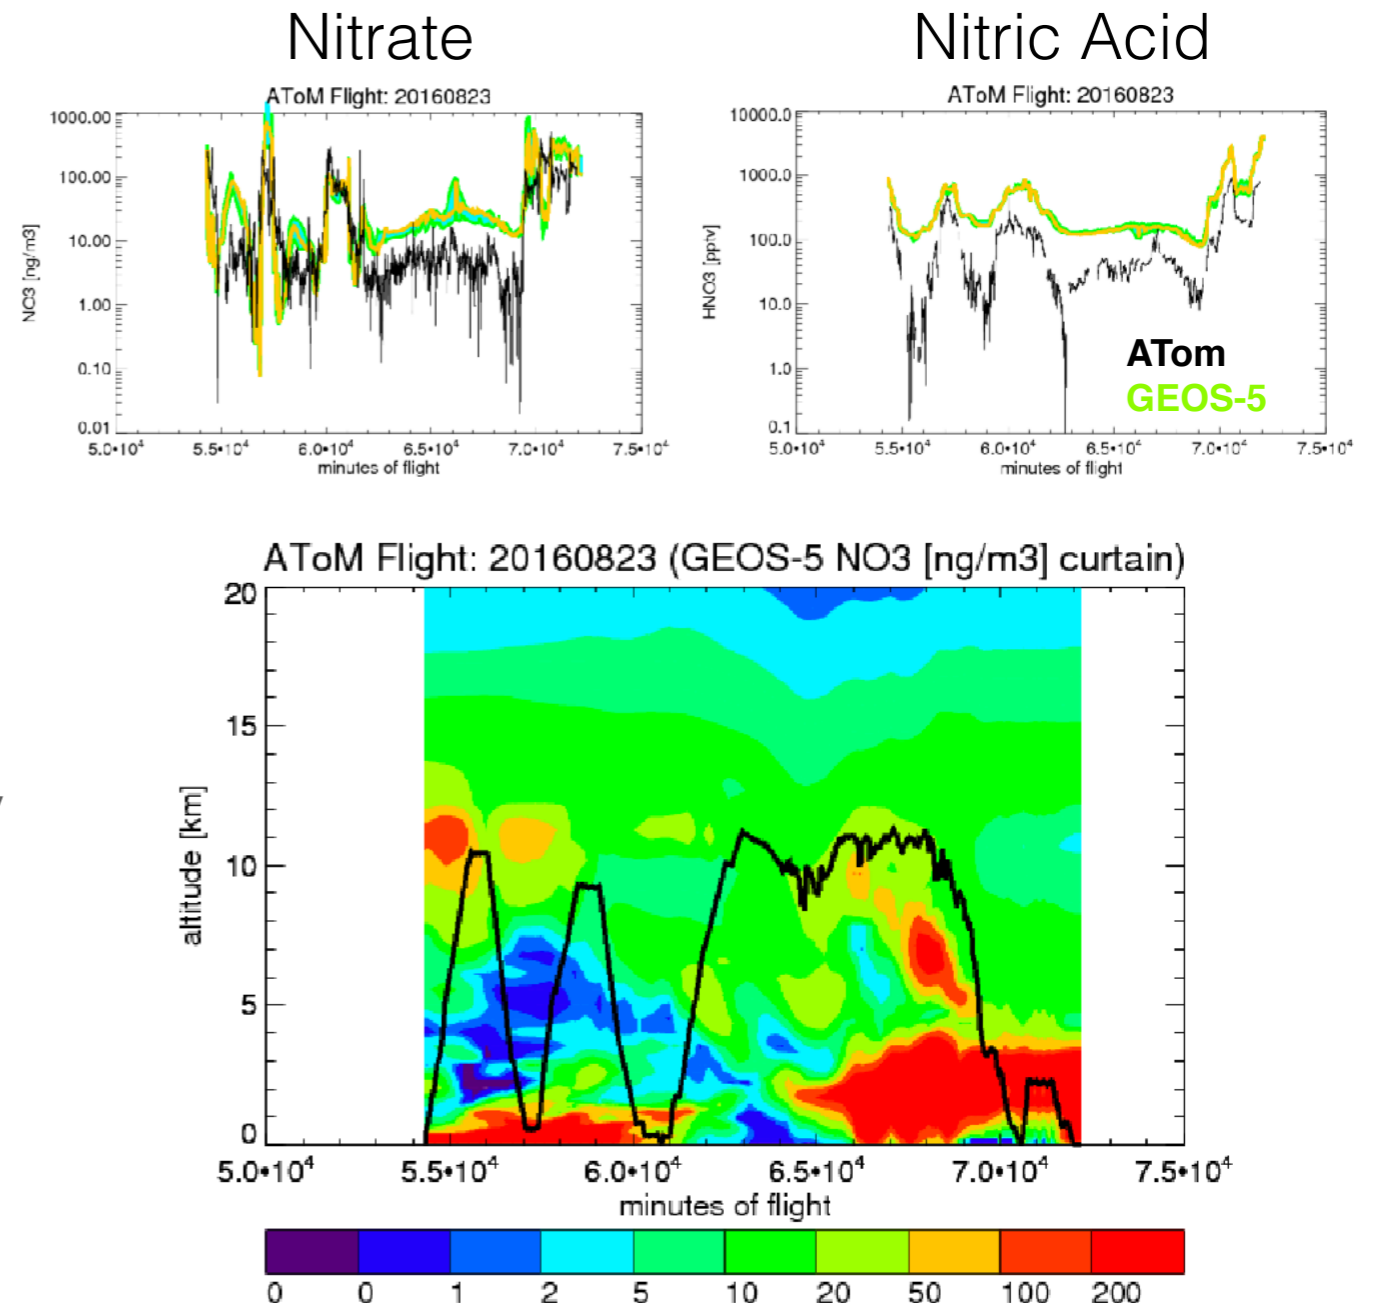 Nitrate
Nitric Acid
AToM Flight: 20160823
AToM Flight: 20160823
1000.00
100.00
10.00
1.00
0.10
0.01
NO3 [ng/m3]
5.0•10⁴ 5.5•10⁴ 6.0•10⁴ 6.5•10⁴ 7.0•10⁴ 7.5•10⁴
minutes of flight
10000.0
1000.0
100.0
10.0
1.0
0.1
HNO3 [pptv]
ATom
GEOS-5
5.0•10⁴ 5.5•10⁴ 6.0•10⁴ 6.5•10⁴ 7.0•10⁴ 7.5•10⁴
minutes of flight
AToM Flight: 20160823 (GEOS-5 NO3 [ng/m3] curtain)
20
15
10
5
0
altitude [km]
5.0•10⁴ 5.5•10⁴ 6.0•10⁴ 6.5•10⁴ 7.0•10⁴ 7.5•10⁴
minutes of flight
0 0 1 2 5 10 20 50 100 200